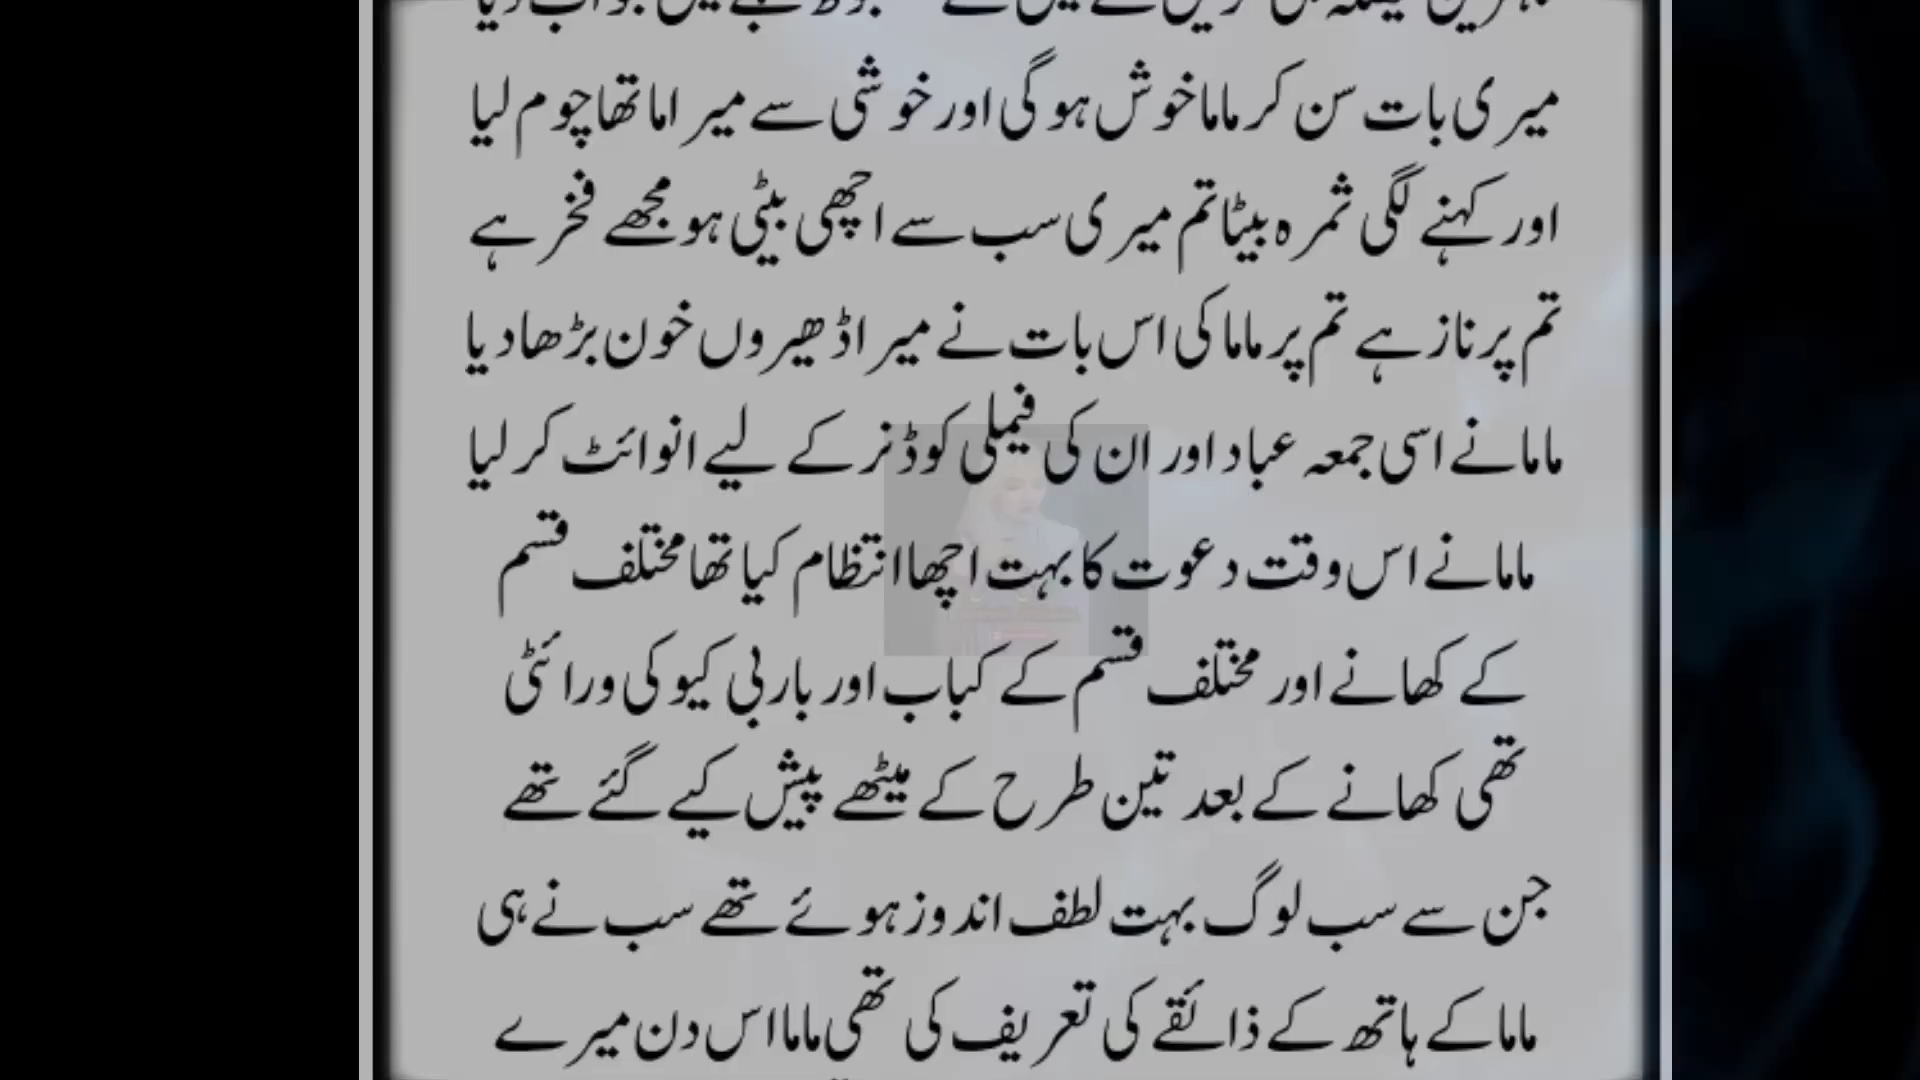 میری بات سن کر ماما خوش ہو گی اور خوشی سے میرا ماتھا چوم لیا
اور کہنے لگی ثمرہ بیٹا تم میری سب سے اچھی بیٹی ہو مجھے فخر ہے
تم پر ناز ہے تم پر ماما کی اس بات نے میرا ڈھیروں خون بڑھا دیا
ماما نے اسی جمعہ عباد اور ان کی فیملی کو ڈنر کے لیے انوائٹ کر لیا
ماما نے اس وقت دعوت کا بہت اچھا انتظام کیا تھا مختلف قسم
کے کھانے اور مختلف قسم کے کباب اور باربی کیو کی ورائٹی
تھی کھانے کے بعد تین طرح کے میٹھے پیش کیے گئے تھے
جن سے سب لوگ بہت لطف اندوز ہوئے تھے سب نے ہی
ماما کے ہاتھ کے ذائقے کی تعریف کی تھی ماما اس دن میرے